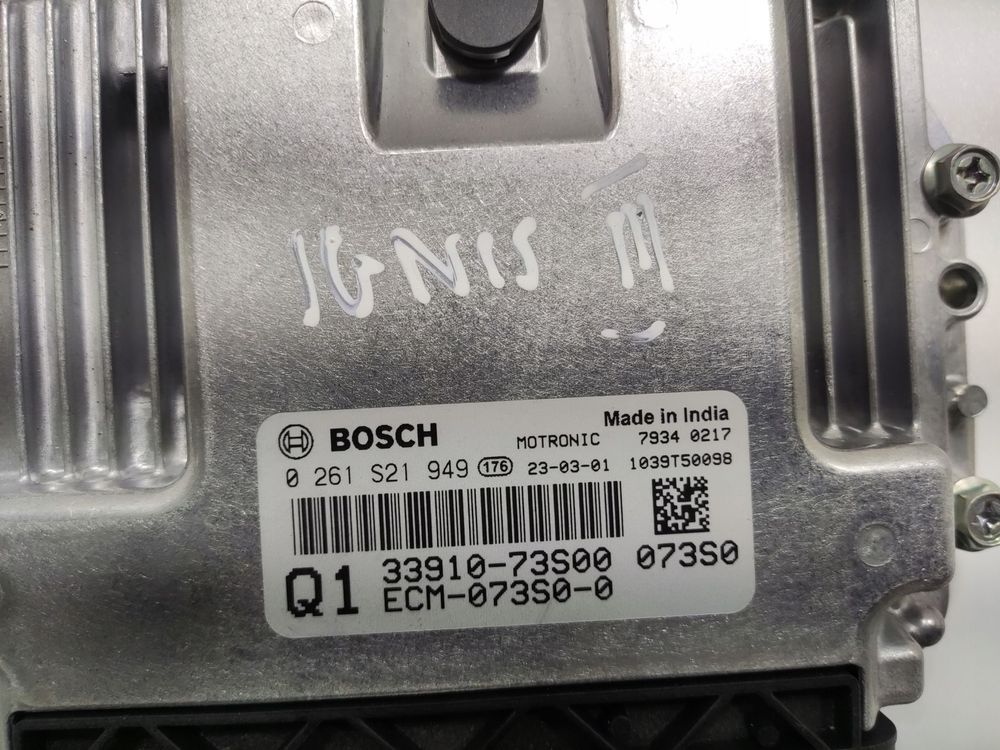 IGNIS III
BOSCH
Made in India
MOTRONIC 7934 0217
0 261 S21 949 176 23-03-01 1039T50098
33910-73S00 073S0
Q1 ECM-073S0-0